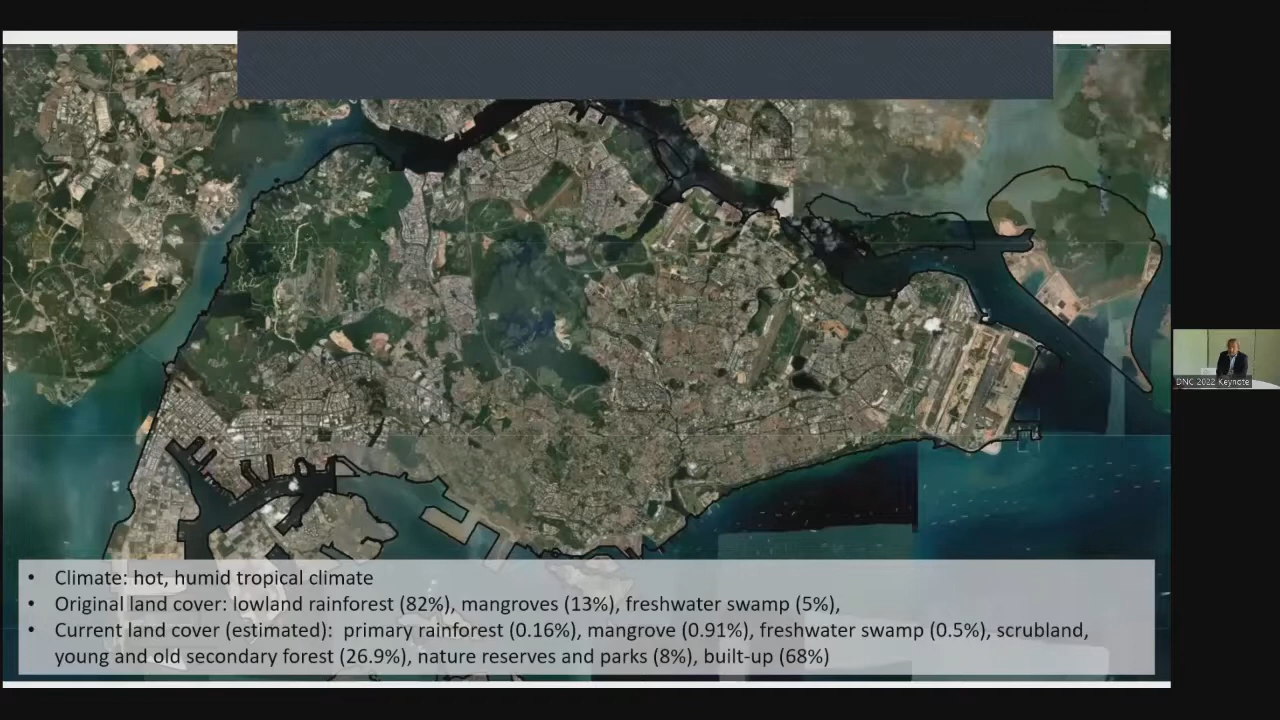 • Climate: hot, humid tropical climate
• Original land cover: lowland rainforest (82%), mangroves (13%), freshwater swamp (5%),
• Current land cover (estimated): primary rainforest (0.16%), mangrove (0.91%), freshwater swamp (0.5%), scrubland,
young and old secondary forest (26.9%), nature reserves and parks (8%), built-up (68%)
DNC 2022 Keynote